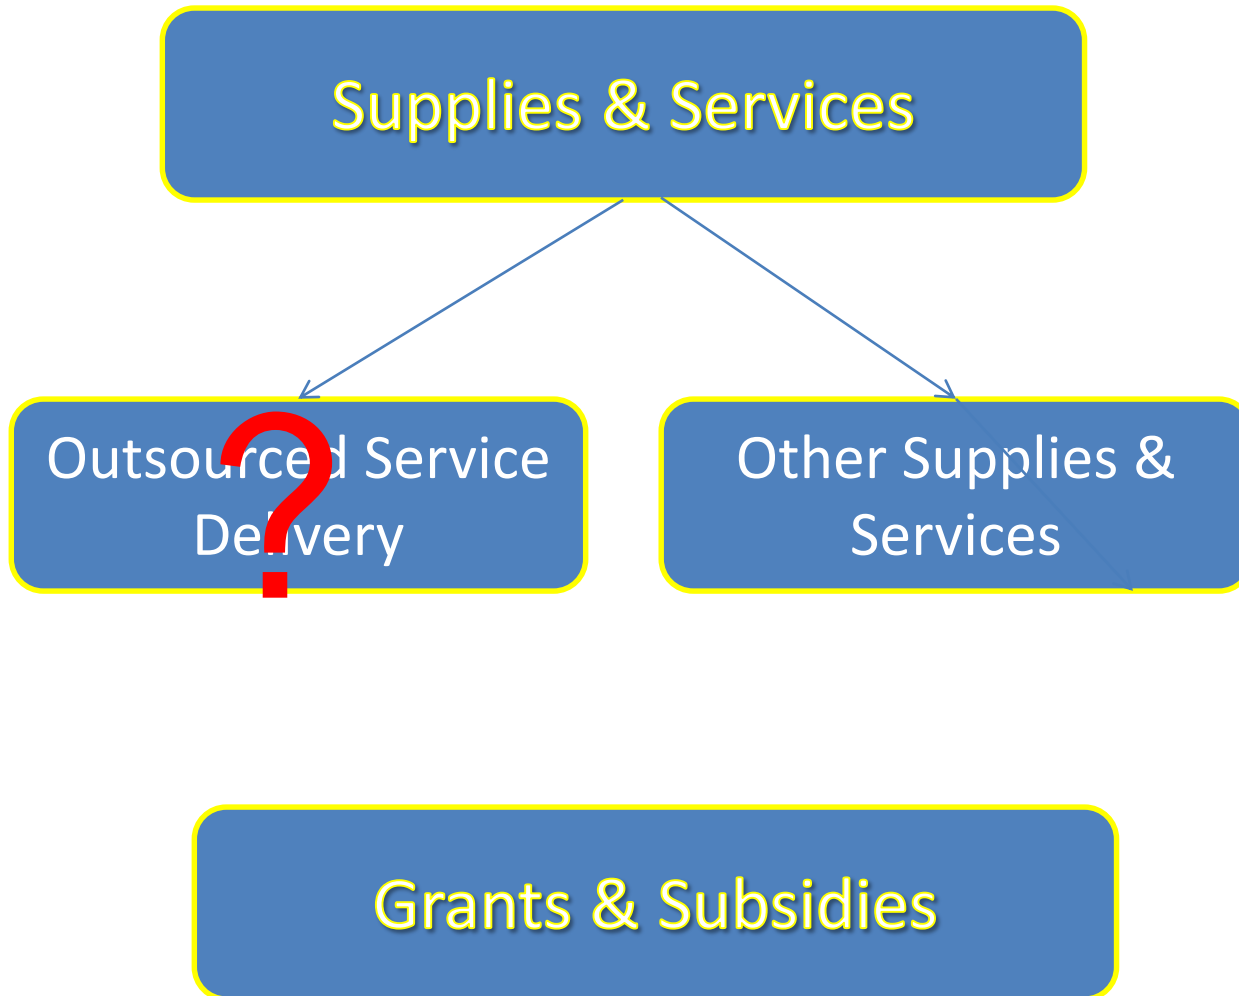 Supplies & Services
Outsourced Service
Delivery
?
Other Supplies &
Services
Grants & Subsidies